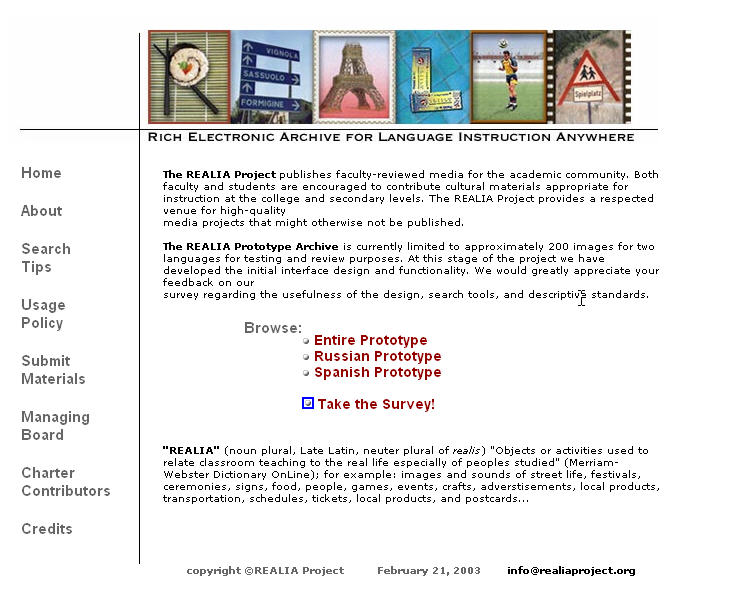 VIGNOLA
SASSUOLO
FORMIGINE
Spielplatz
RICH ELECTRONIC ARCHIVE FOR LANGUAGE INSTRUCTION ANYWHERE
Home
About
Search
Tips
Usage
Policy
Submit
Materials
Managing
Board
Charter
Contributors
Credits
The REALIA Project publishes faculty-reviewed media for the academic community. Both
faculty and students are encouraged to contribute cultural materials appropriate for
instruction at the college and secondary levels. The REALIA Project provides a respected
venue for high-quality
media projects that might otherwise not be published.
The REALIA Prototype Archive is currently limited to approximately 200 images for two
languages for testing and review purposes. At this stage of the project we have
developed the initial interface design and functionality. We would greatly appreciate your
feedback on our
survey regarding the usefulness of the design, search tools, and descriptive standards.
Browse:
Entire Prototype
Russian Prototype
Spanish Prototype
Take the Survey!
"REALIA" (noun plural, Late Latin, neuter plural of realis) "Objects or activities used to
relate classroom teaching to the real life especially of peoples studied" (Merriam-
Webster Dictionary OnLine); for example: images and sounds of street life, festivals,
ceremonies, signs, food, people, games, events, crafts, adverstisements, local products,
transportation, schedules, tickets, local products, and postcards...
copyright ©REALIA Project February 21, 2003 info@realiaproject.org